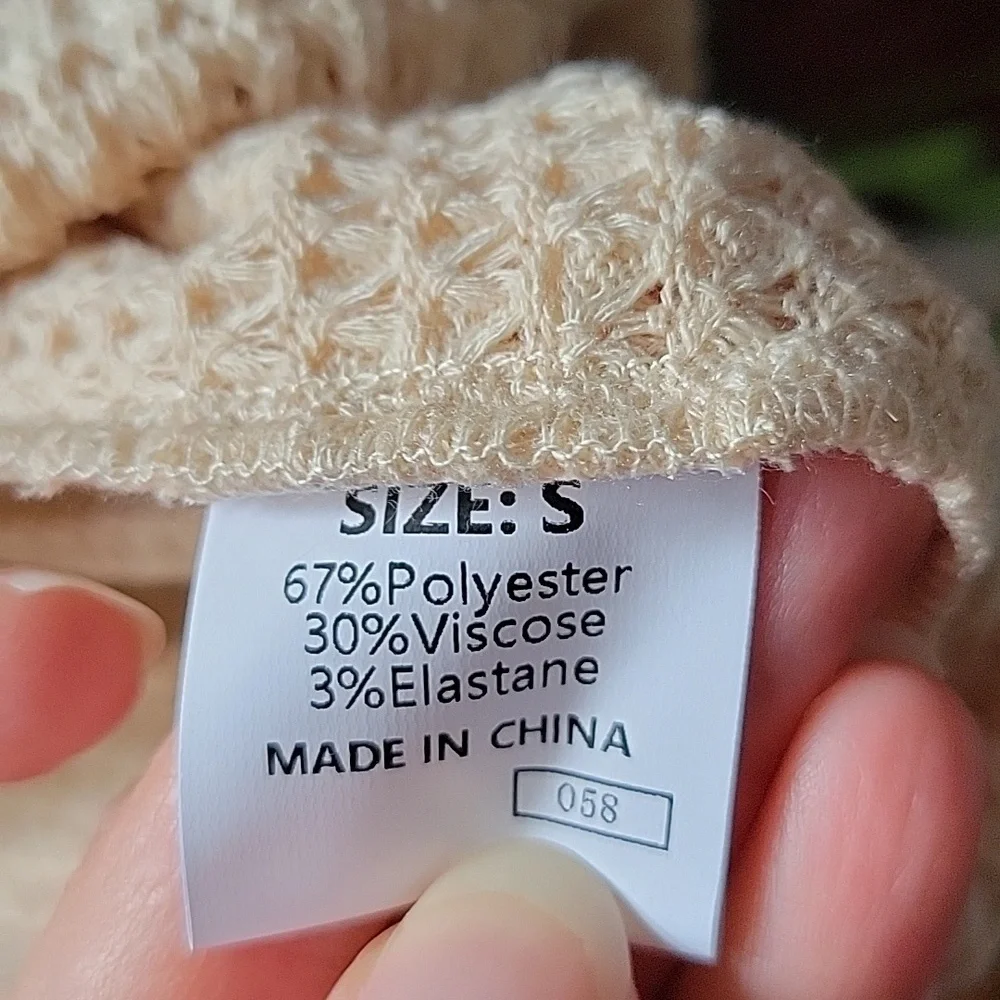 SIZE: S
67%Polyester
30%Viscose
3%Elastane
MADE IN CHINA
058